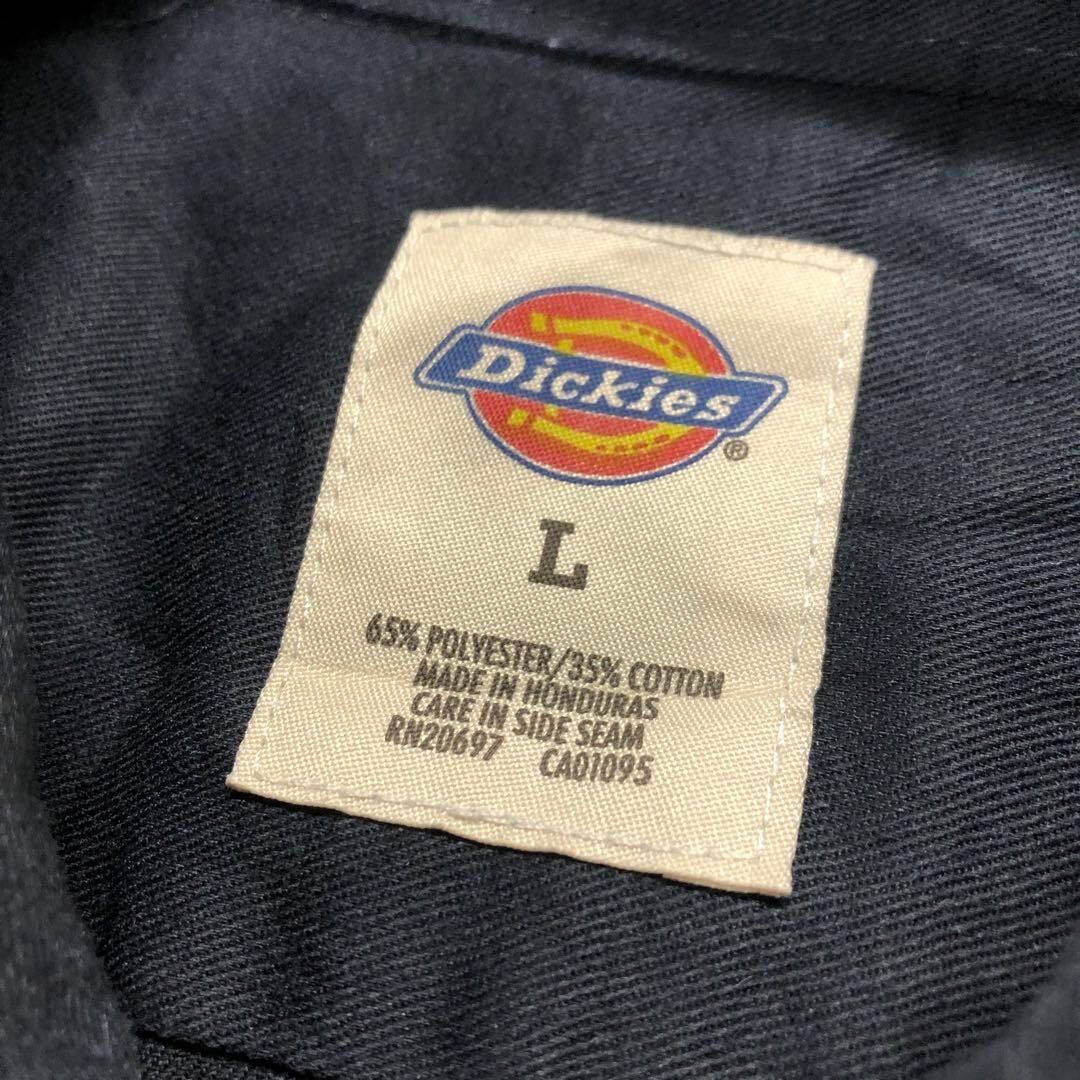 Dickies
®
L
65% POLYESTER/35% COTTON
MADE IN HONDURAS
CARE IN SIDE SEAM
RN20697 CA01095